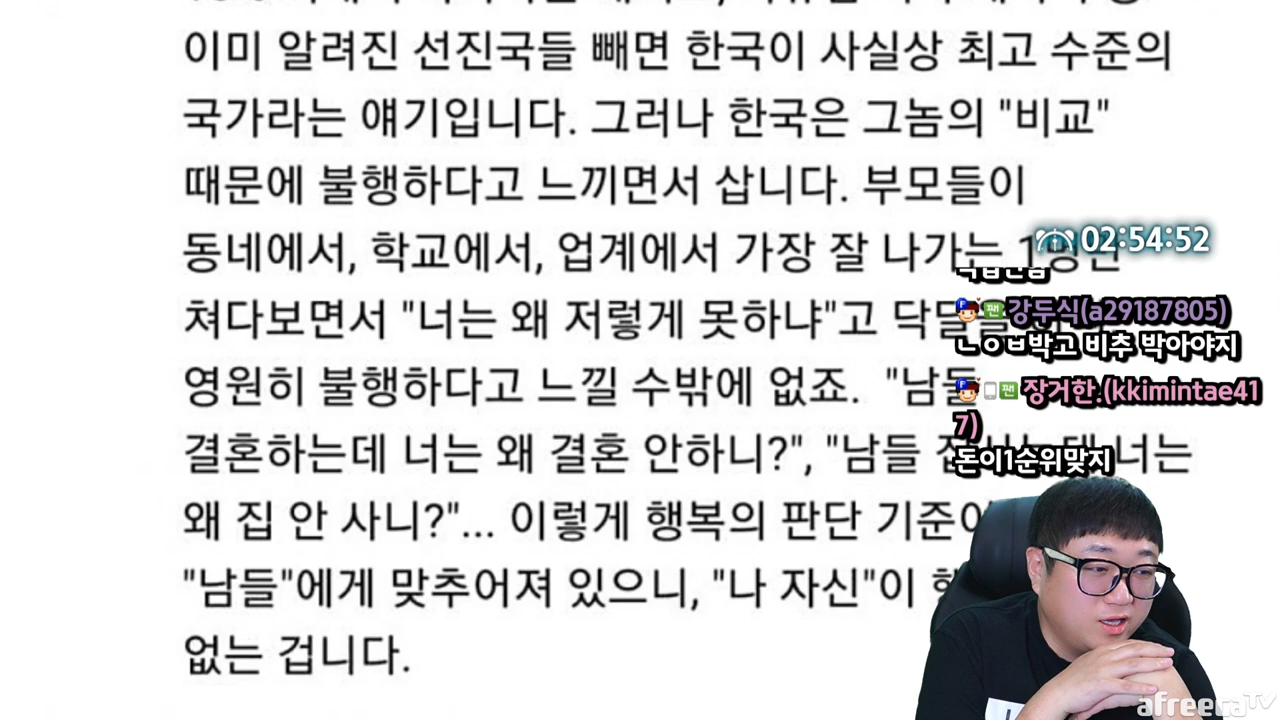 이미 알려진 선진국들 빼면 한국이 사실상 최고 수준의
국가라는 얘기입니다. 그러나 한국은 그놈의 "비교"
때문에 불행하다고 느끼면서 삽니다. 부모들이
동네에서, 학교에서, 업계에서 가장 잘 나가는
쳐다보면서 "너는 왜 저렇게 못하냐"고
영원히 불행하다고 느낄 수밖에 없죠. "남들
결혼하는데 너는 왜 결혼 안하니?", "남들 너는
왜 집 안 사니?"... 이렇게 행복의 판단
"남들"에게 맞추어져 있으니, "나 자신"이
없는 겁니다.
02:54:52
강두식(a29187805)
ㄴㅇㅂ박고 비추 박아야지
장거한.(kkimintae41
7)
돈이1순위맞지
afreecaTV